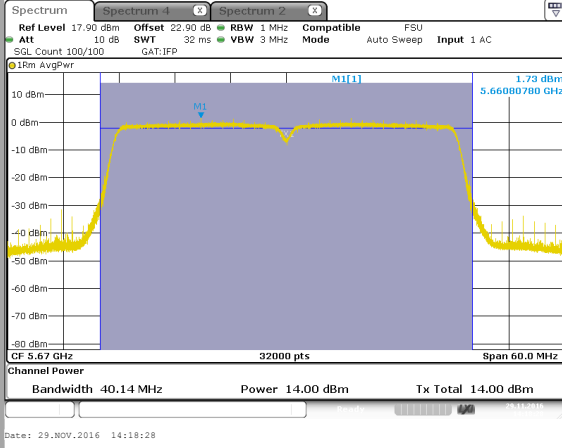 Spectrum Spectrum 4 X Spectrum 2 X
Ref Level 17.90 dBm Offset 22.90 dB RBW 1 MHz Compatible FSU
Att 10 dB SWT 32 ms VBW 3 MHz Mode Auto Sweep Input 1 AC
SGL Count 100/100 GAT:IFP
1Rm AvgPwr
M1[1] 1.73 dBm
5.66080780 GHz
10 dBm
M1
0 dBm
-10 dBm
-20 dBm
-30 dBm
-40 dBm
-50 dBm
-60 dBm
-70 dBm
-80 dBm
CF 5.67 GHz 32000 pts Span 60.0 MHz
Channel Power
Bandwidth 40.14 MHz Power 14.00 dBm Tx Total 14.00 dBm
Ready 29.11.2016
Date: 29.NOV.2016 14:18:28